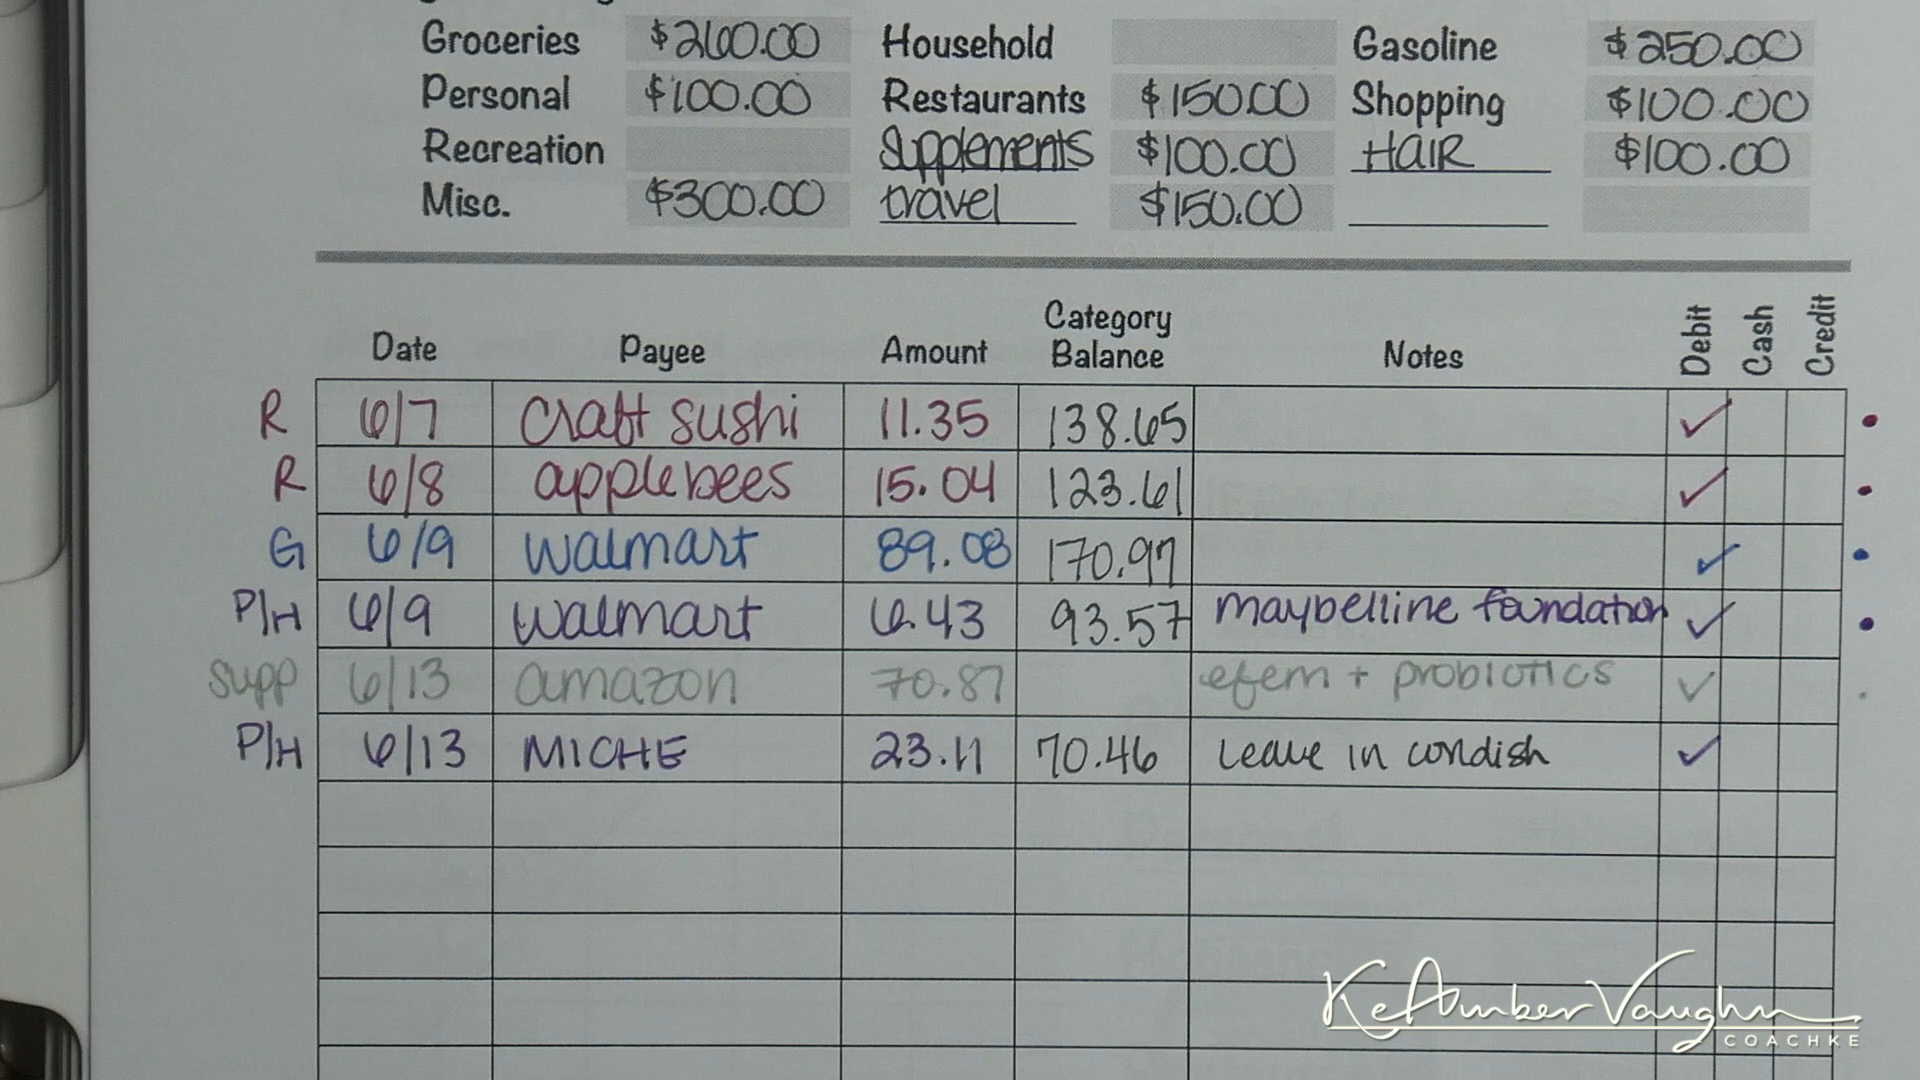 Groceries $260.00 Household Gasoline $250.00
Personal $100.00 Restaurants $150.00 Shopping $100.00
Recreation Supplements $100.00 HAIR $100.00
Misc. $300.00 travel $150.00
Date Payee Amount Category Balance Notes Debit Cash Credit
R 6/7 craft sushi 11.35 138.65
R 6/8 applebees 15.04 123.61
G 6/9 walmart 89.08 170.97
P/H 6/9 walmart 6.43 93.57 maybelline foundation
Supp 6/13 amazon 70.87 efem + probiotics
P/H 6/13 MICHE 23.11 70.46 leave in condish
KeAmber Vaughn
COACHKE